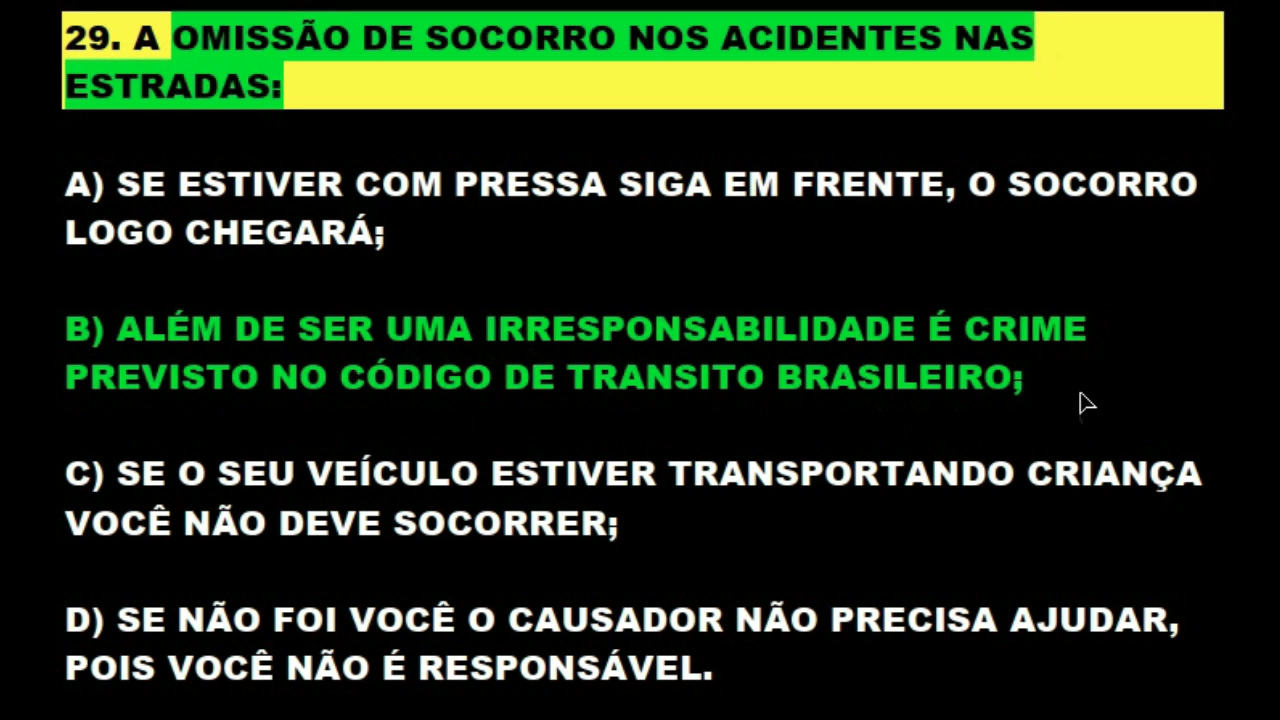 29. A OMISSÃO DE SOCORRO NOS ACIDENTES NAS
ESTRADAS:
A) SE ESTIVER COM PRESSA SIGA EM FRENTE, O SOCORRO
LOGO CHEGARÁ;
B) ALÉM DE SER UMA IRRESPONSABILIDADE É CRIME
PREVISTO NO CÓDIGO DE TRANSITO BRASILEIRO;
C) SE O SEU VEÍCULO ESTIVER TRANSPORTANDO CRIANÇA
VOCÊ NÃO DEVE SOCORRER;
D) SE NÃO FOI VOCÊ O CAUSADOR NÃO PRECISA AJUDAR,
POIS VOCÊ NÃO É RESPONSÁVEL.